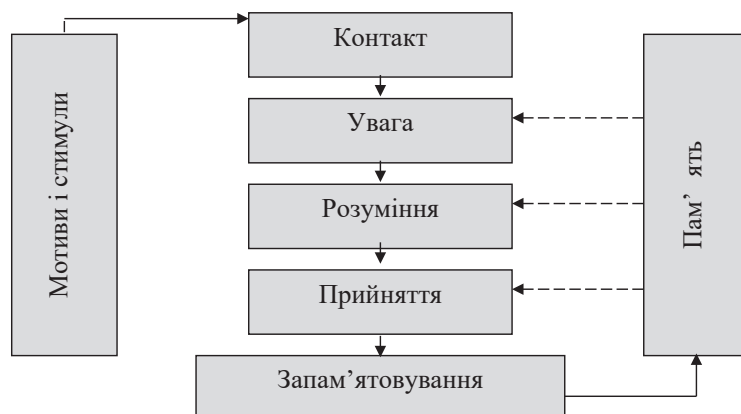 Контакт
Мотиви і стимули
Увага
Розуміння
Прийняття
Запам’ятовування
Пам’ ять